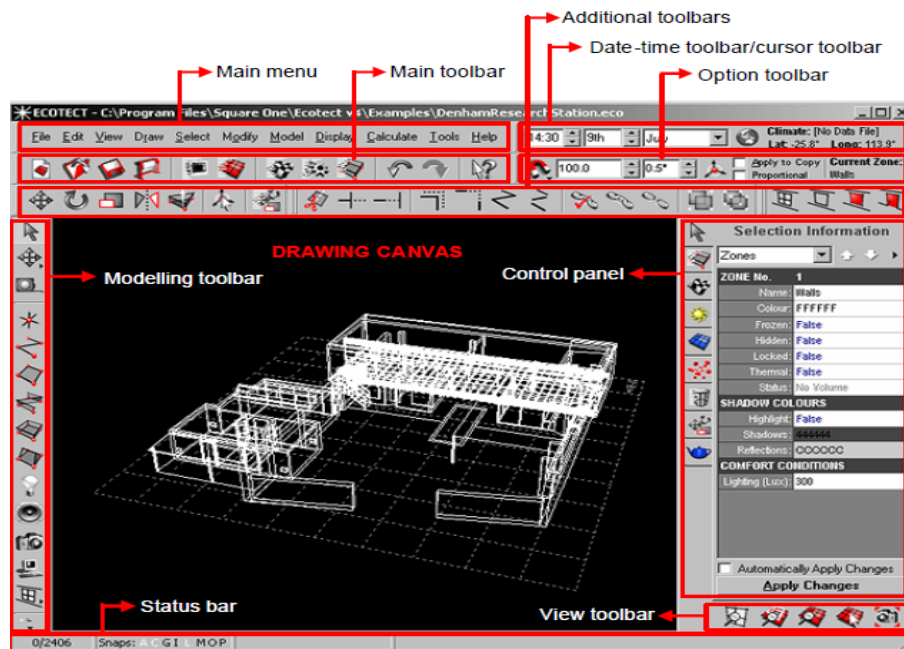 Additional toolbars
Date-time toolbar/cursor toolbar
Main menu
Main toolbar
Option toolbar
ECOTECT - C:\Program Files\Square One\Ecotect v5\Examples\DenhamResearchStation.eco
File Edit View Draw Select Modify Model Display Calculate Tools Help
14:30 9th July
Climate: [No Data File]
Lat: -25.8° Long: 113.9°
100.0 0.5°
Apply to Copy
Proportional
Current Zone:
Walls
DRAWING CANVAS
Modelling toolbar
Control panel
Selection Information
Zones
ZONE No. 1
Name: Walls
Colour: FFFFFF
Frozen: False
Hidden: False
Locked: False
Thermal: False
Status: No Volume
SHADOW COLOURS
Highlight: False
Shadows: 444444
Reflections: CCCCCC
COMFORT CONDITIONS
Lighting (Lux): 300
Automatically Apply Changes
Apply Changes
Status bar
View toolbar
0/2406 Snaps: A C G I L M O P